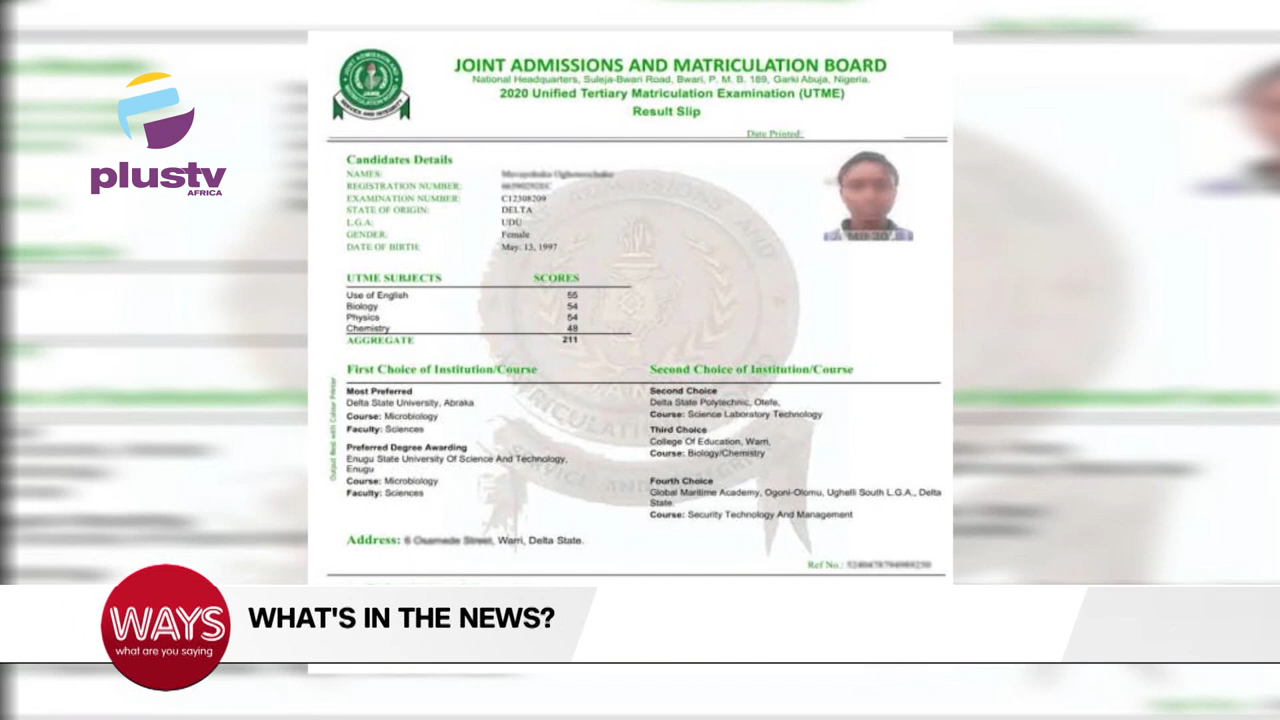 JOINT ADMISSIONS AND MATRICULATION BOARD
National Headquarters, Suleja-Bwari Road, Bwari, P. M. B. 189, Garki Abuja, Nigeria.
2020 Unified Tertiary Matriculation Examination (UTME)
Result Slip
Date Printed:
plustv
AFRICA
Candidates Details
NAMES:
REGISTRATION NUMBER:
EXAMINATION NUMBER: C12308209
STATE OF ORIGIN: DELTA
L.G.A: UDU
GENDER: Female
DATE OF BIRTH: May. 13, 1997
UTME SUBJECTS SCORES
Use of English 55
Biology 54
Physics 54
Chemistry 48
AGGREGATE 211
First Choice of Institution/Course
Most Preferred
Delta State University, Abraka
Course: Microbiology
Faculty: Sciences
Preferred Degree Awarding
Enugu State University Of Science And Technology,
Enugu
Course: Microbiology
Faculty: Sciences
Second Choice of Institution/Course
Second Choice
Delta State Polytechnic, Otefe,
Course: Science Laboratory Technology
Third Choice
College Of Education, Warri,
Course: Biology/Chemistry
Fourth Choice
Global Maritime Academy, Ogoni-Olomu, Ughelli South L.G.A., Delta
State.
Course: Security Technology And Management
Output Best with Colour Printer
Address: Warri, Delta State.
Ref No.:
WAYS
what are you saying
WHAT'S IN THE NEWS?